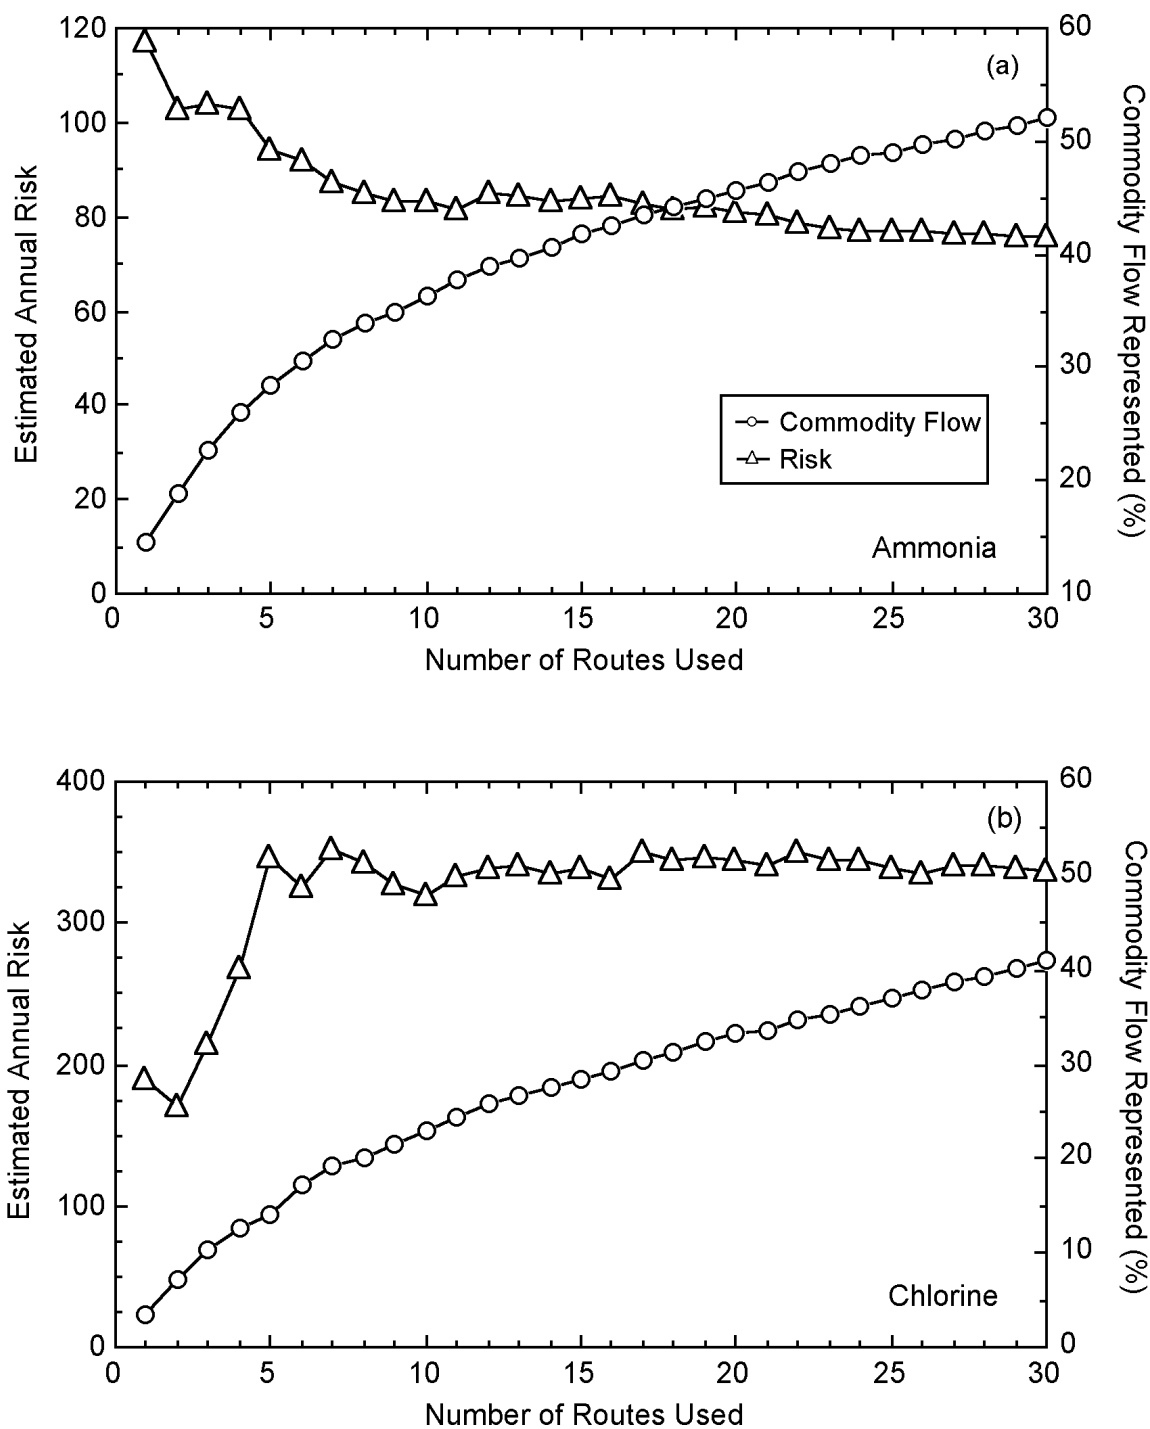 120
100
80
60
40
20
0
Estimated Annual Risk
60
50
40
30
20
10
Commodity Flow Represented (%)
(a)
Commodity Flow
Risk
Ammonia
0 5 10 15 20 25 30
Number of Routes Used
400
300
200
100
0
Estimated Annual Risk
60
50
40
30
20
10
0
Commodity Flow Represented (%)
(b)
Chlorine
0 5 10 15 20 25 30
Number of Routes Used